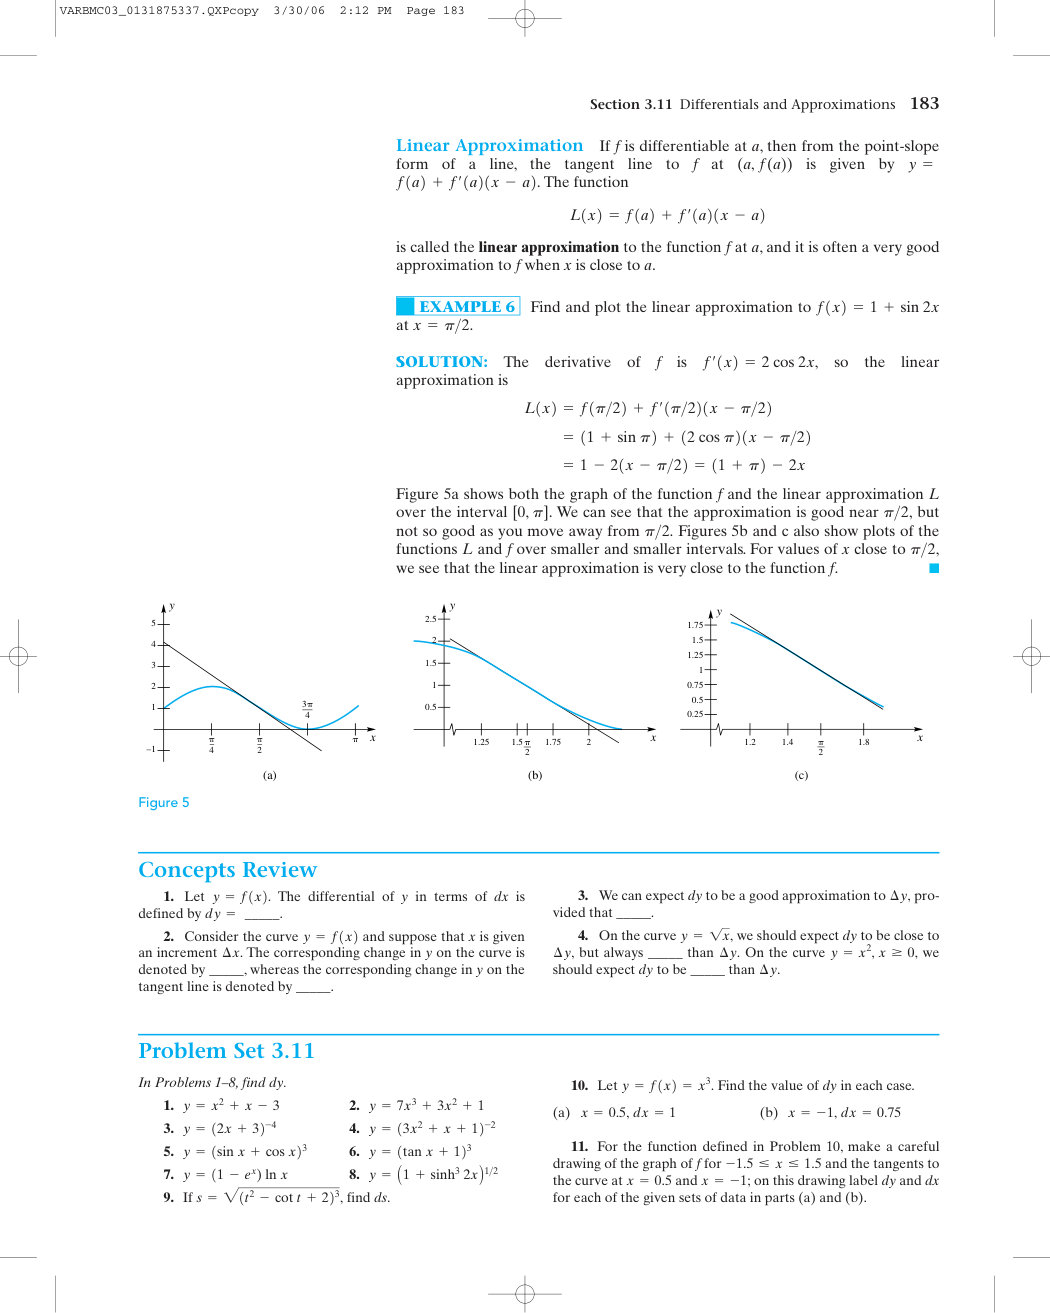 VARBMC03_0131875337.QXPcopy 3/30/06 2:12 PM Page 183
Section 3.11 Differentials and Approximations 183
Linear Approximation If f is differentiable at a, then from the point-slope
form of a line, the tangent line to f at (a, f(a)) is given by y =
f(a) + f′(a)(x − a). The function
L(x) = f(a) + f′(a)(x − a)
is called the linear approximation to the function f at a, and it is often a very good
approximation to f when x is close to a.
EXAMPLE 6 Find and plot the linear approximation to f(x) = 1 + sin 2x
at x = π/2.
SOLUTION: The derivative of f is f′(x) = 2 cos 2x, so the linear
approximation is
L(x) = f(π/2) + f′(π/2)(x − π/2)
= (1 + sin π) + (2 cos π)(x − π/2)
= 1 − 2(x − π/2) = (1 + π) − 2x
Figure 5a shows both the graph of the function f and the linear approximation L
over the interval [0, π]. We can see that the approximation is good near π/2, but
not so good as you move away from π/2. Figures 5b and c also show plots of the
functions L and f over smaller and smaller intervals. For values of x close to π/2,
we see that the linear approximation is very close to the function f.
y
5
4
3
2
1
−1
π/4
π/2
3π/4
π
x
(a)
y
2.5
2
1.5
1
0.5
1.25
1.5
π/2
1.75
2
x
(b)
y
1.75
1.5
1.25
1
0.75
0.5
0.25
1.2
1.4
π/2
1.8
x
(c)
Figure 5
Concepts Review
1. Let y = f(x). The differential of y in terms of dx is
defined by dy = _____.
2. Consider the curve y = f(x) and suppose that x is given
an increment Δx. The corresponding change in y on the curve is
denoted by _____, whereas the corresponding change in y on the
tangent line is denoted by _____.
3. We can expect dy to be a good approximation to Δy, pro-
vided that _____.
4. On the curve y = √x, we should expect dy to be close to
Δy, but always _____ than Δy. On the curve y = x², x ≥ 0, we
should expect dy to be _____ than Δy.
Problem Set 3.11
In Problems 1–8, find dy.
1. y = x² + x − 3 2. y = 7x³ + 3x² + 1
3. y = (2x + 3)⁻⁴ 4. y = (3x² + x + 1)⁻²
5. y = (sin x + cos x)³ 6. y = (tan x + 1)³
7. y = (1 − eˣ) ln x 8. y = (1 + sinh³ 2x)^1/2
9. If s = √(t² − cot t + 2)³, find ds.
10. Let y = f(x) = x³. Find the value of dy in each case.
(a) x = 0.5, dx = 1 (b) x = −1, dx = 0.75
11. For the function defined in Problem 10, make a careful
drawing of the graph of f for −1.5 ≤ x ≤ 1.5 and the tangents to
the curve at x = 0.5 and x = −1; on this drawing label dy and dx
for each of the given sets of data in parts (a) and (b).